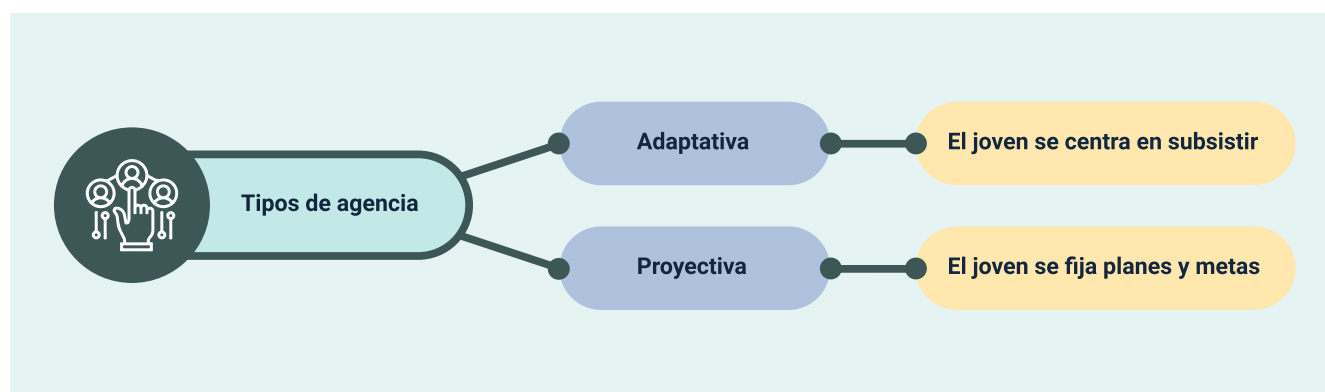 Tipos de agencia
Adaptativa
El joven se centra en subsistir
Proyectiva
El joven se fija planes y metas